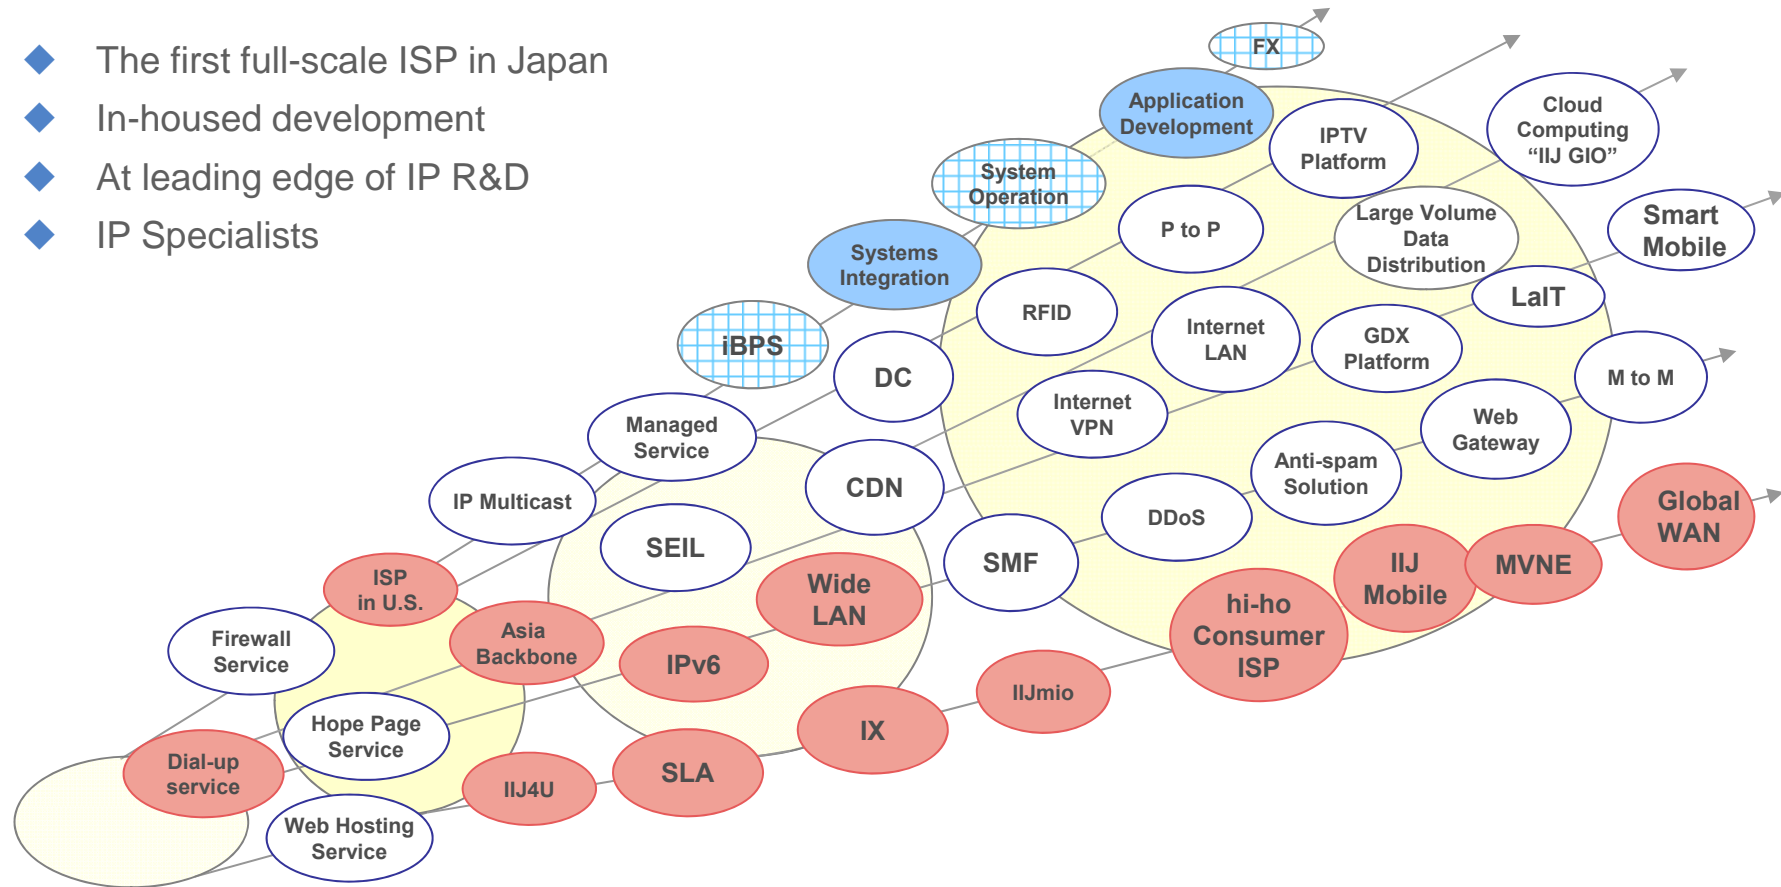 The first full-scale ISP in Japan
In-housed development
At leading edge of IP R&D
IP Specialists
FX
Application
Development
System
Operation
Systems
Integration
iBPS
IPTV
Platform
Cloud
Computing
“IIJ GIO”
P to P
Large Volume
Data
Distribution
Smart
Mobile
RFID
Internet
LAN
LaIT
DC
GDX
Platform
M to M
Managed
Service
Internet
VPN
Web
Gateway
IP Multicast
CDN
Anti-spam
Solution
SEIL
DDoS
Global
WAN
ISP
in U.S.
Wide
LAN
SMF
IIJ
Mobile
MVNE
Firewall
Service
Asia
Backbone
IPv6
hi-ho
Consumer
ISP
IIJmio
Hope Page
Service
IX
Dial-up
service
IIJ4U
SLA
Web Hosting
Service